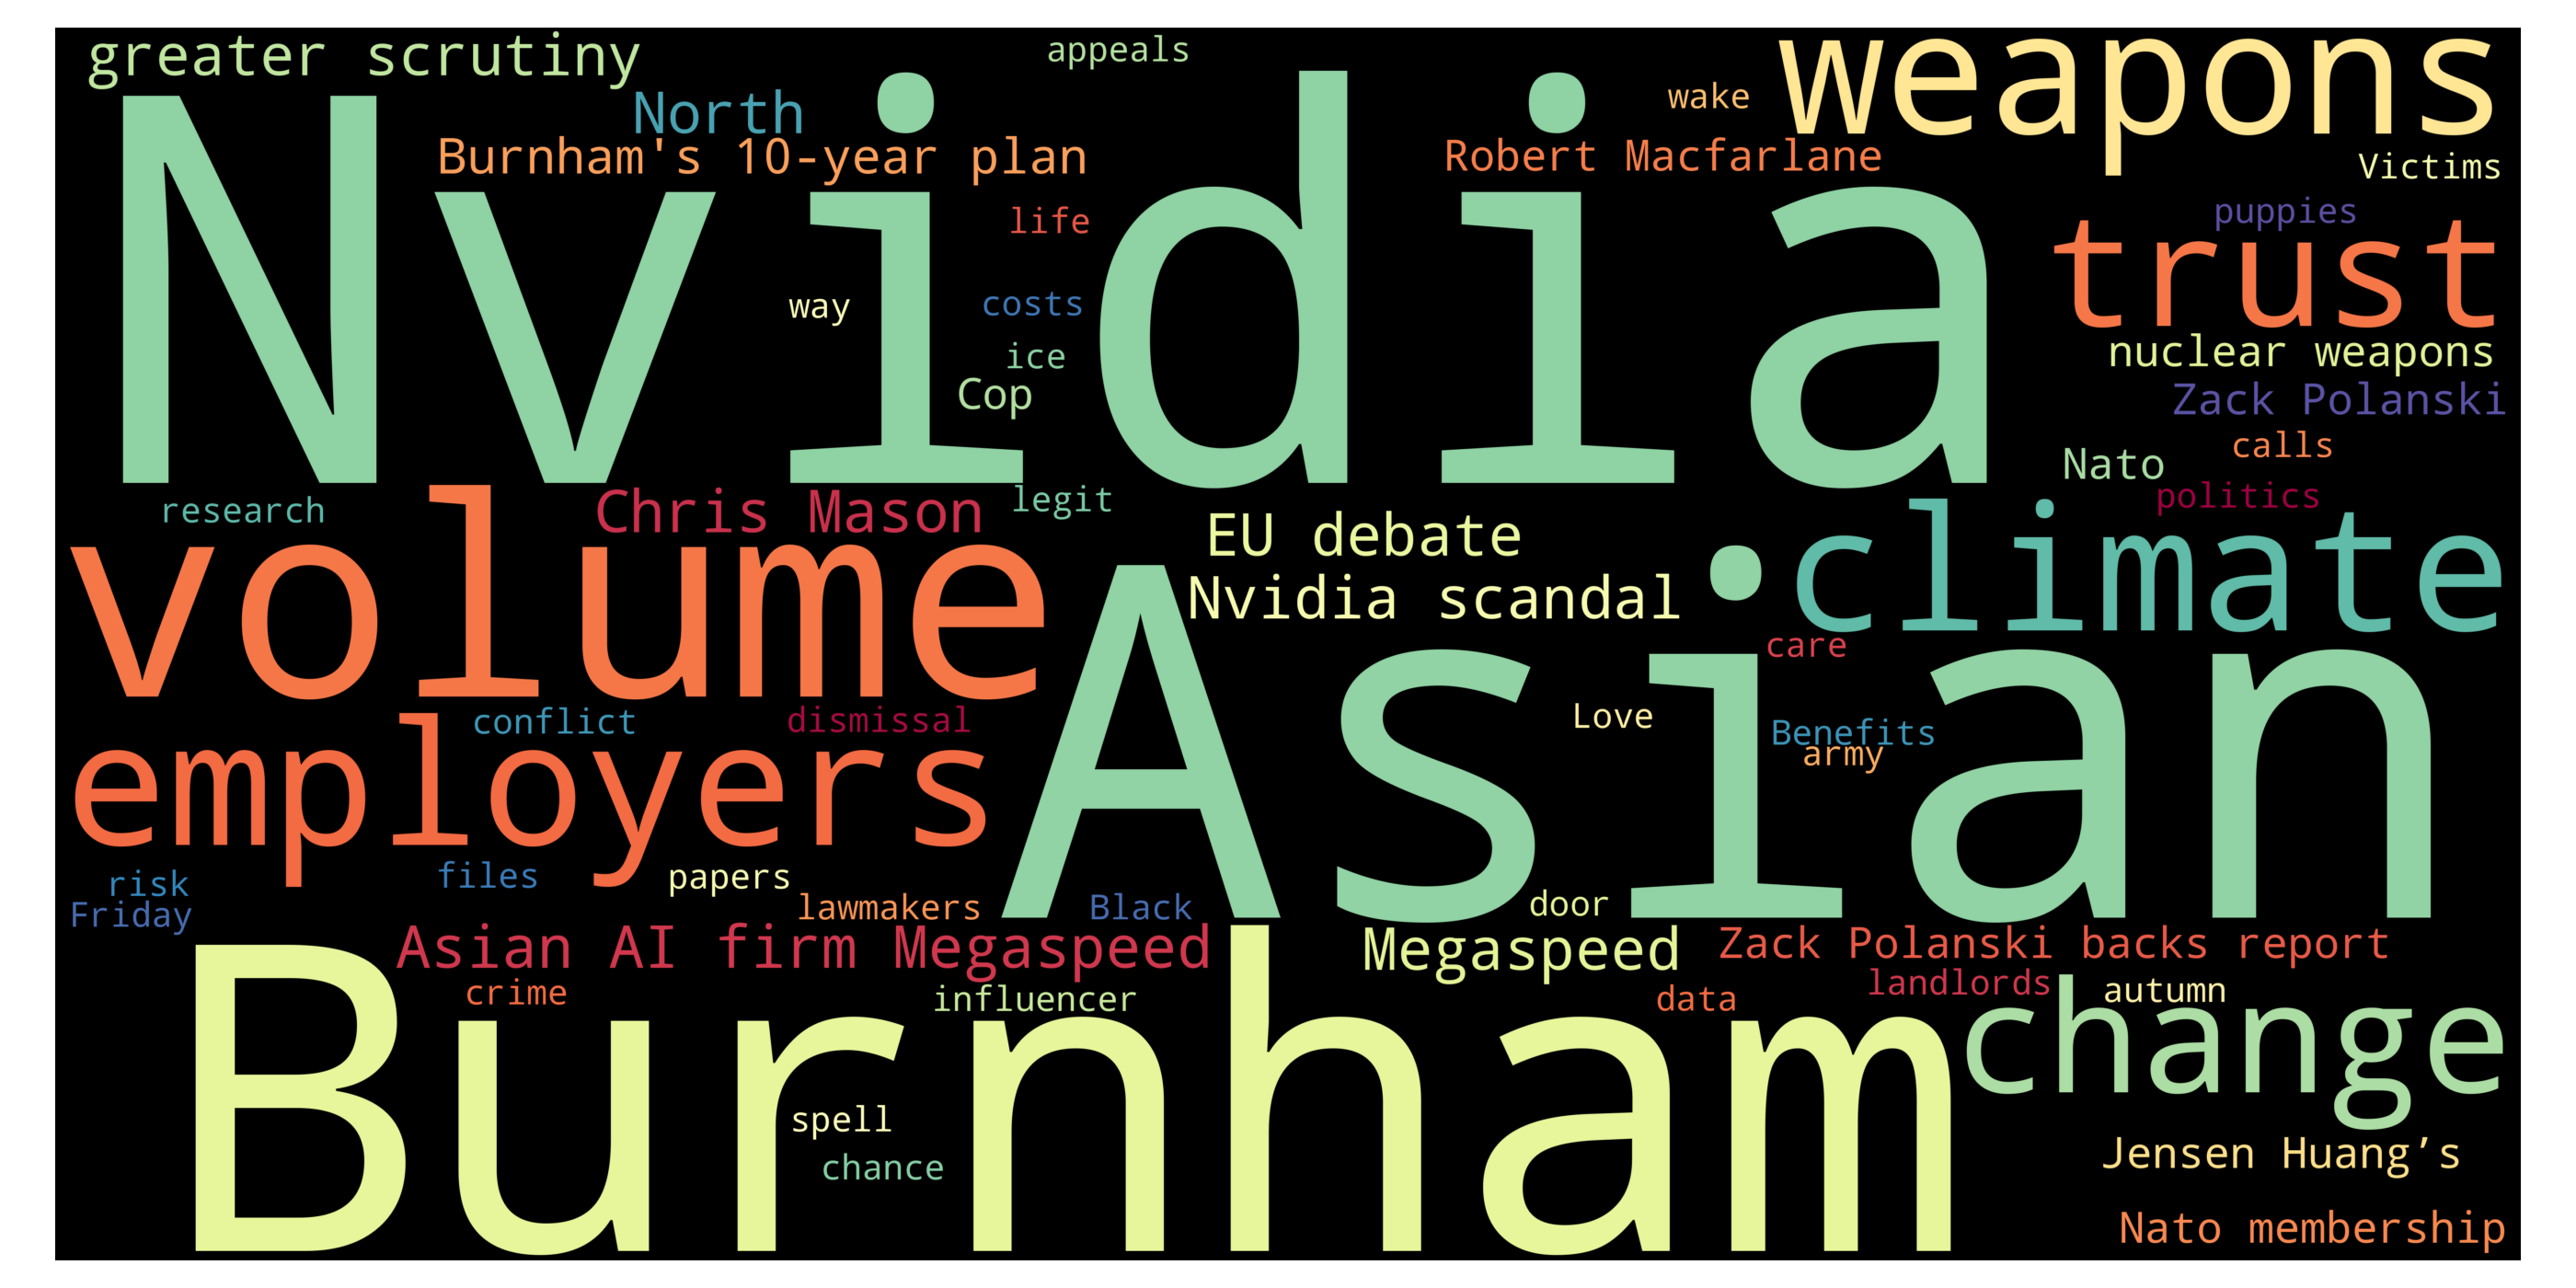 greater scrutiny
appeals
weapons
North
wake
Burnham's 10-year plan
Robert Macfarlane
Victims
Nvidia
life
puppies
trust
way
costs
ice
nuclear weapons
Cop
Zack Polanski
calls
Nato
research
Chris Mason
legit
politics
EU debate
climate
volume
Nvidia scandal
care
Asian
conflict
dismissal
Love
Benefits
army
employers
risk
files
papers
Friday
lawmakers
Black
door
Asian AI firm Megaspeed
Megaspeed
Zack Polanski backs report
crime
influencer
data
landlords
autumn
change
Burnham
spell
chance
Jensen Huang’s
Nato membership